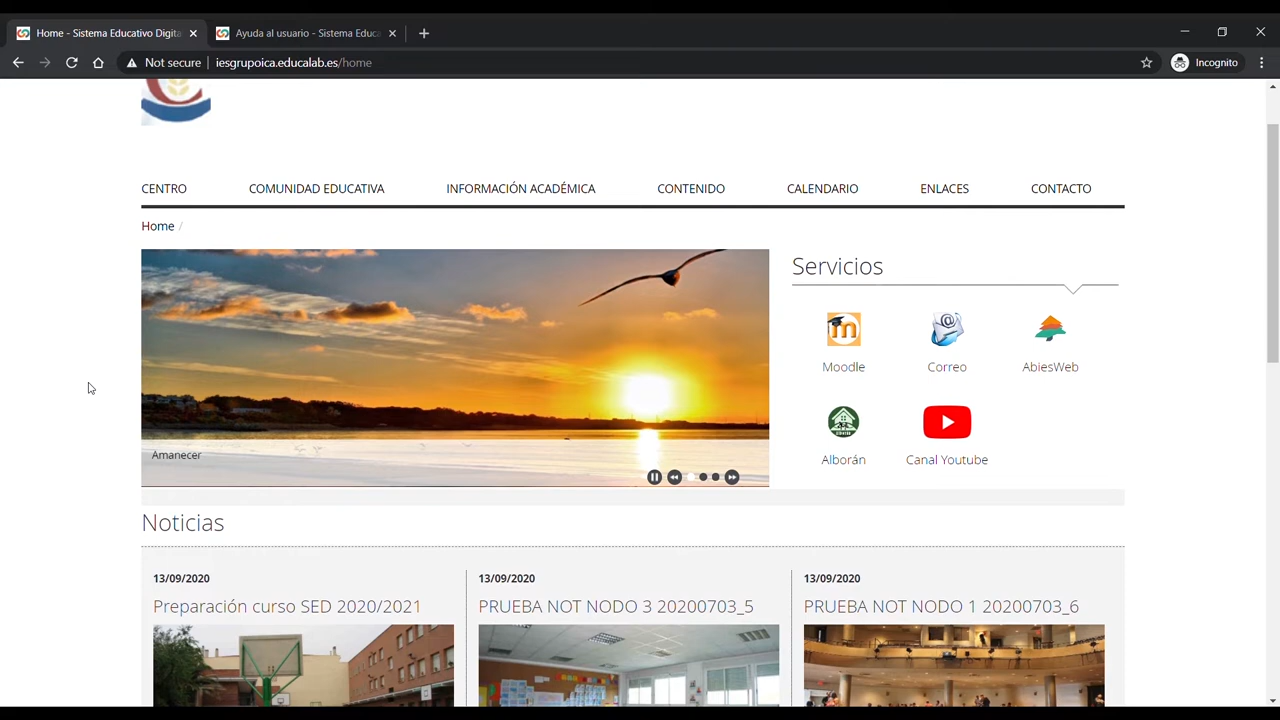 Home - Sistema Educativo Digita
Ayuda al usuario - Sistema Educa
Not secure
iesgrupoica.educalab.es/home
Incognito
CENTRO
COMUNIDAD EDUCATIVA
INFORMACIÓN ACADÉMICA
CONTENIDO
CALENDARIO
ENLACES
CONTACTO
Home /
Amanecer
Servicios
Moodle
Correo
AbiesWeb
Alborán
Canal Youtube
Noticias
13/09/2020
Preparación curso SED 2020/2021
13/09/2020
PRUEBA NOT NODO 3 20200703_5
13/09/2020
PRUEBA NOT NODO 1 20200703_6